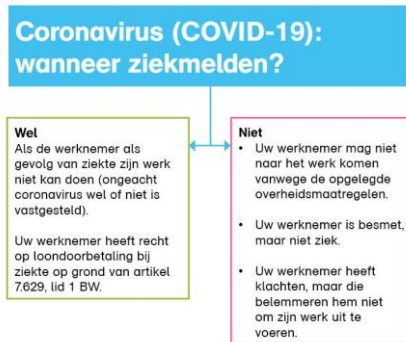 Coronavirus (COVID-19):
wanneer ziekmelden?
Wel
Als de werknemer als
gevolg van ziekte zijn werk
niet kan doen (ongeacht
coronavirus wel of niet is
vastgesteld).
Uw werknemer heeft recht
op loondoorbetaling bij
ziekte op grond van artikel
7.629, lid 1 BW.
Niet
• Uw werknemer mag niet
naar het werk komen
vanwege de opgelegde
overheidsmaatregelen.
• Uw werknemer is besmet,
maar niet ziek.
• Uw werknemer heeft
klachten, maar die
belemmeren hem niet
om zijn werk uit te
voeren.